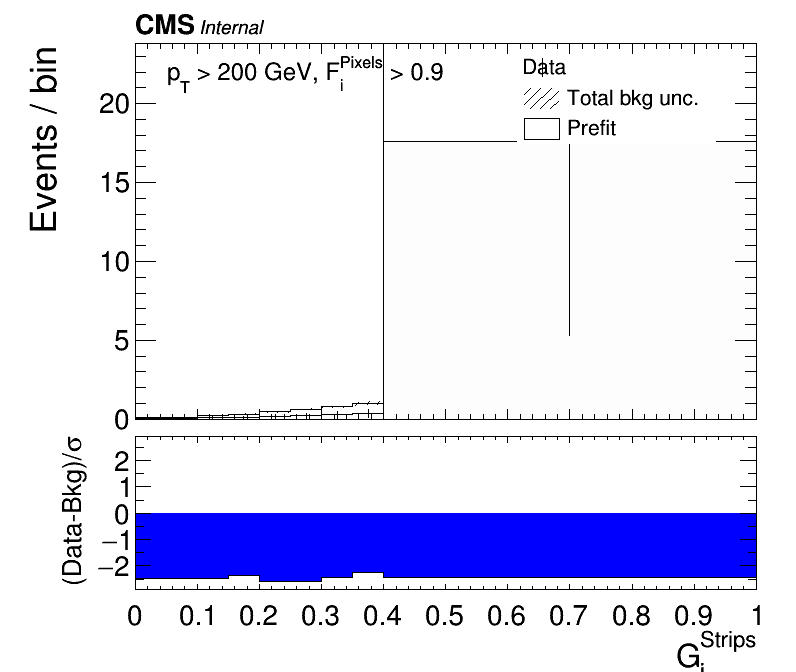 CMS Internal
p_T > 200 GeV, F_i^Pixels > 0.9
Data
Total bkg unc.
Prefit
Events / bin
20
15
10
5
0
(Data-Bkg)/σ
2
1
0
−1
−2
0 0.1 0.2 0.3 0.4 0.5 0.6 0.7 0.8 0.9 1
G_i^Strips